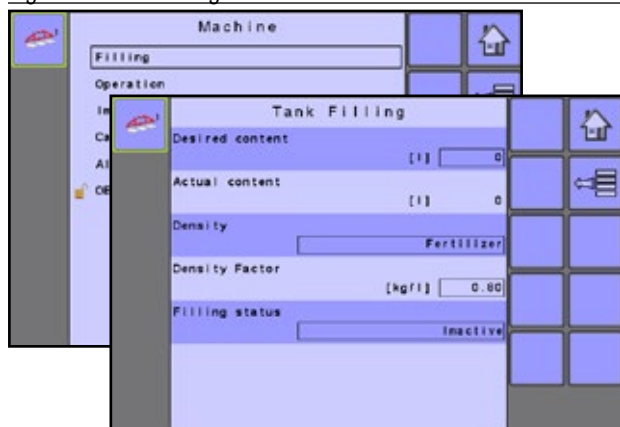 Machine
Filling
Operation
Tank Filling
Desired content
[l] 0
Actual content
[l] 0
Density
Fertilizer
Density Factor
[kg/l] 0.80
Filling status
Inactive